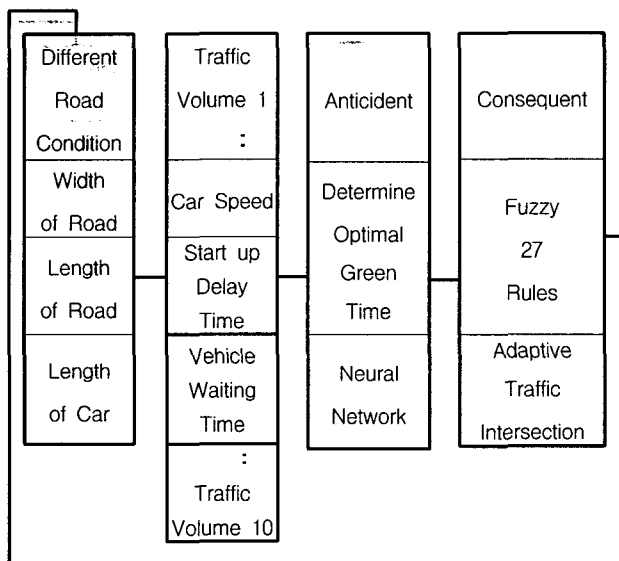 Different
Road
Condition
Width
of Road
Length
of Road
Length
of Car
Traffic
Volume 1
:
Car Speed
Start up
Delay
Time
Vehicle
Waiting
Time
:
Traffic
Volume 10
Anticident
Determine
Optimal
Green
Time
Neural
Network
Consequent
Fuzzy
27
Rules
Adaptive
Traffic
Intersection